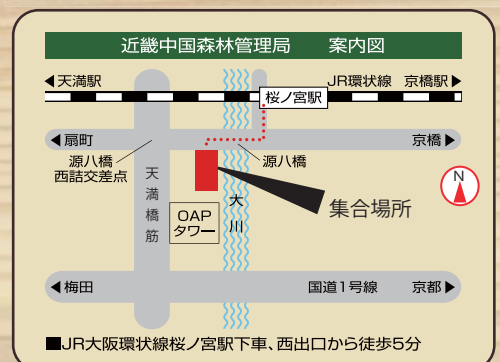 近畿中国森林管理局 案内図
天満駅
JR環状線 京橋駅
桜ノ宮駅
扇町
京橋
源八橋
西詰交差点
源八橋
天満橋筋
大川
OAP
タワー
集合場所
N
梅田
国道1号線
京都
■JR大阪環状線桜ノ宮駅下車、西出口から徒歩5分